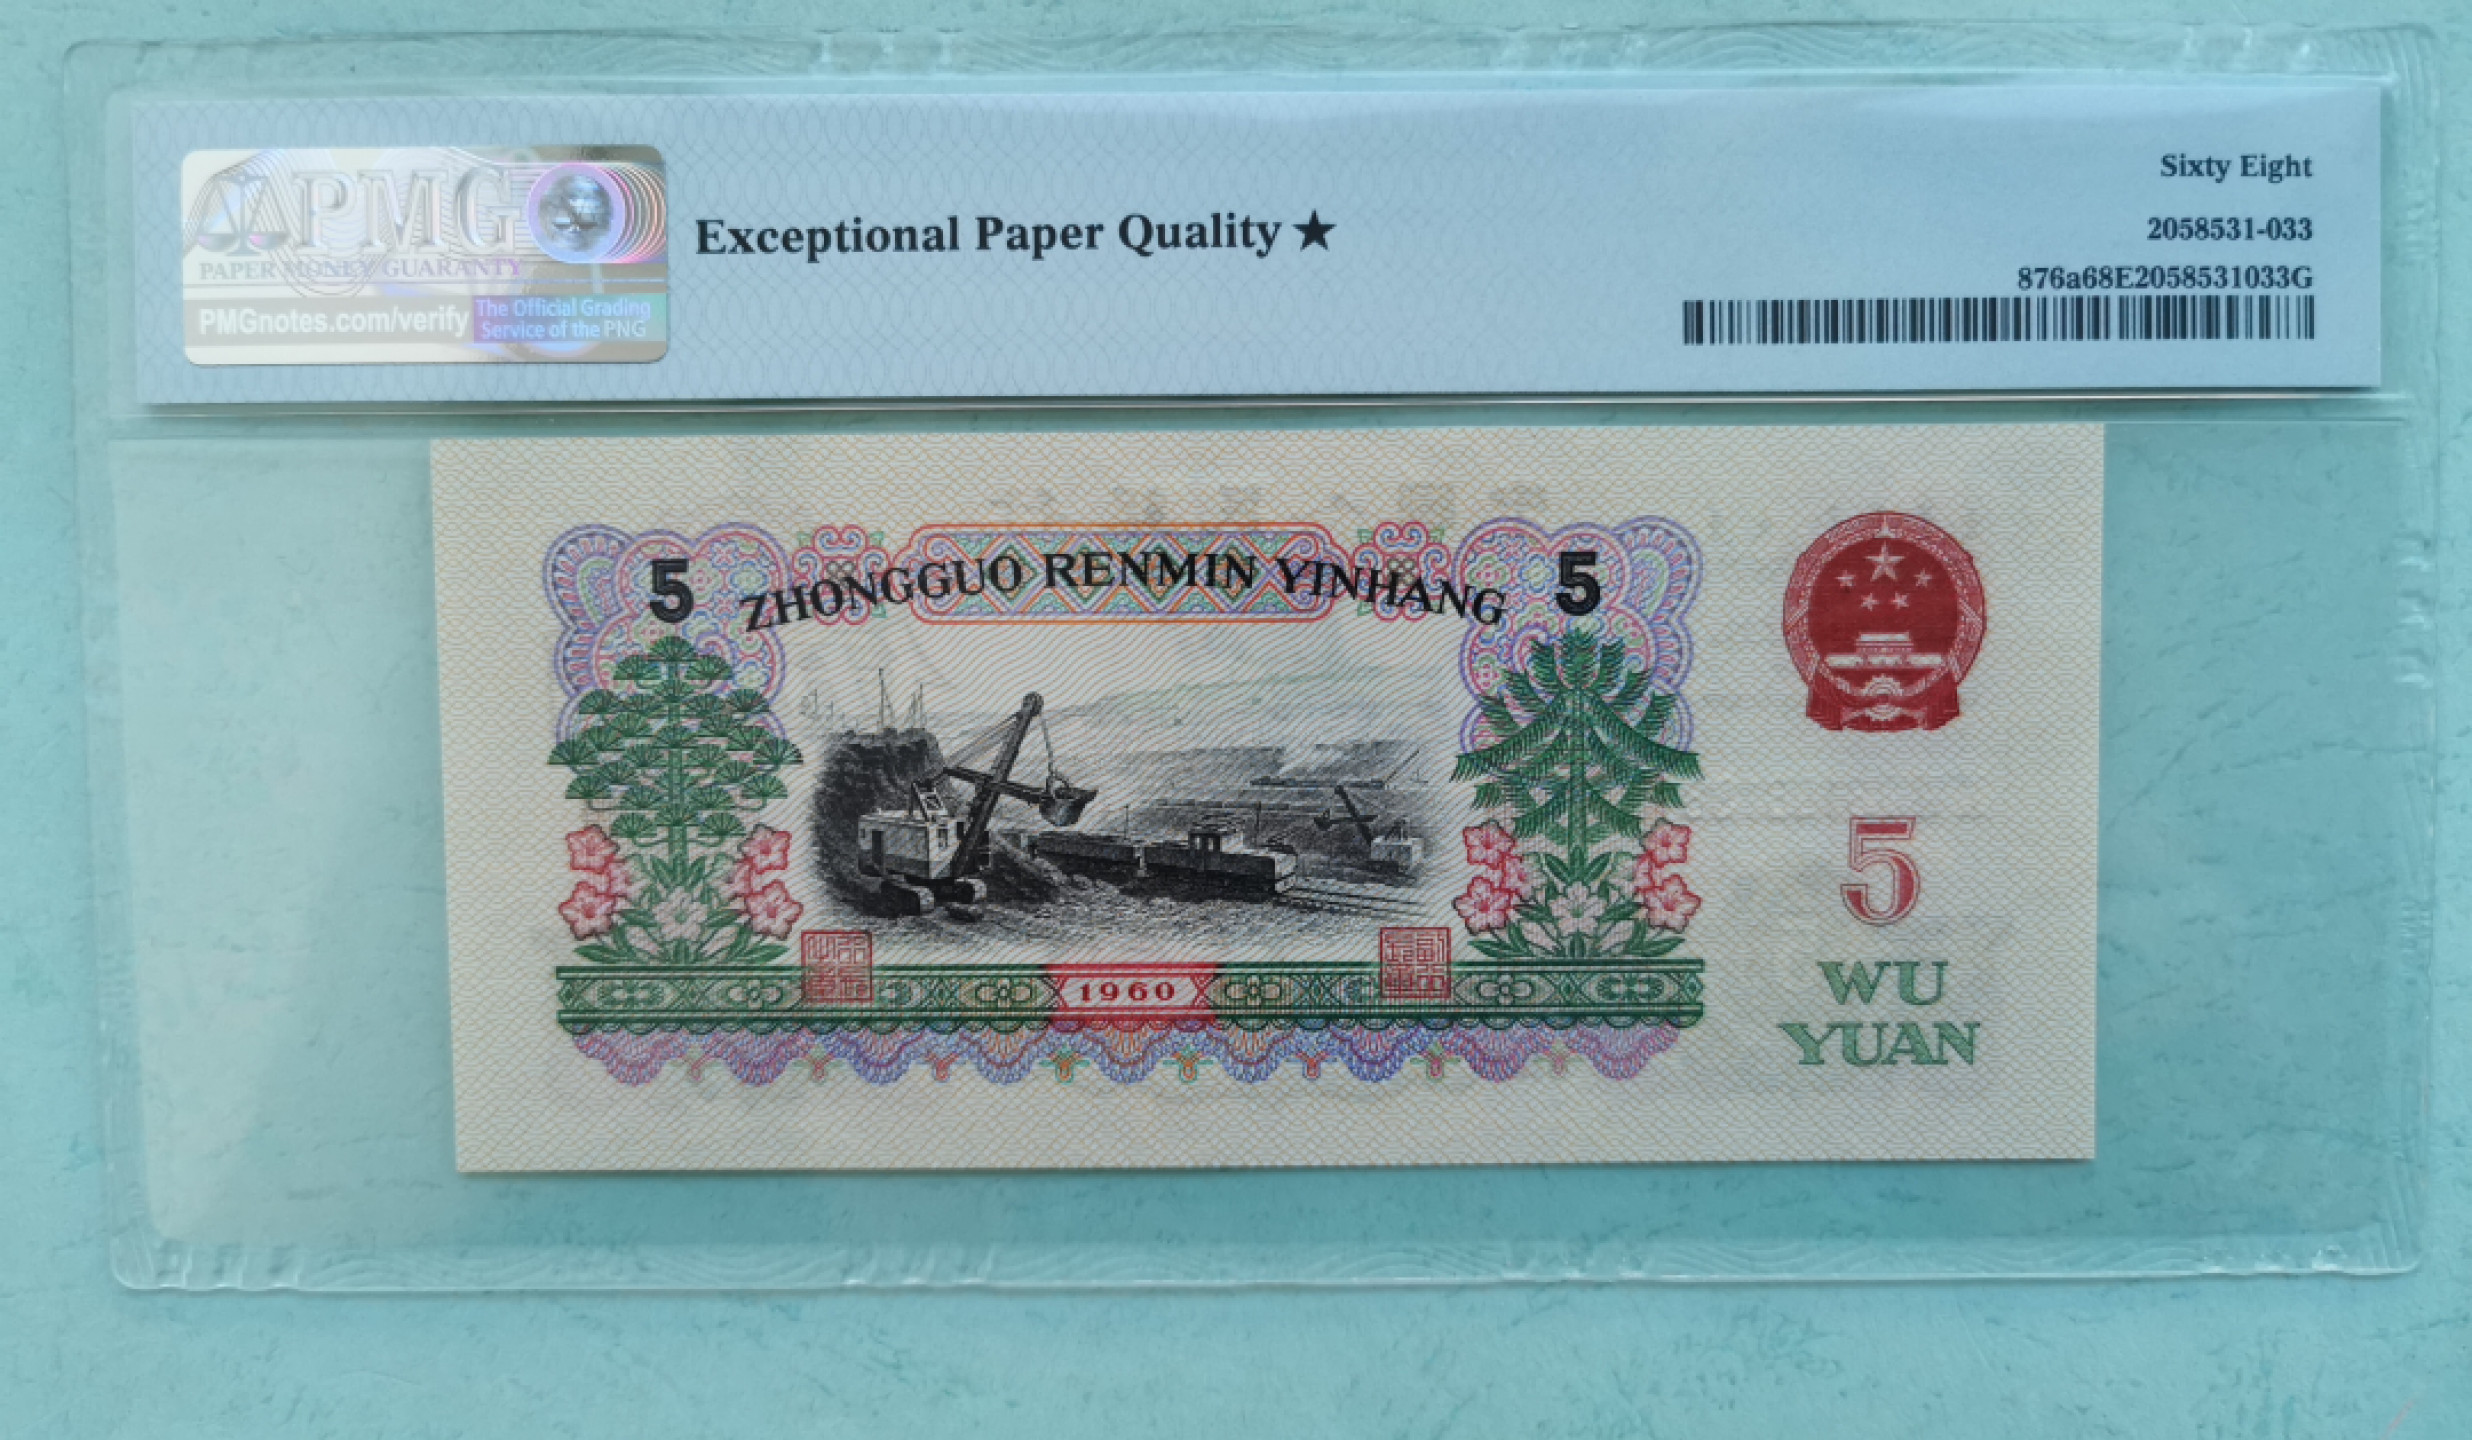 PMG
PAPER MONEY GUARANTY
PMGnotes.com/verify
The Official Grading
Service of the PNG
Exceptional Paper Quality ★
Sixty Eight
2058531-033
876a68E2058531033G
5 ZHONGGUO RENMIN YINHANG 5
1960
5
WU
YUAN